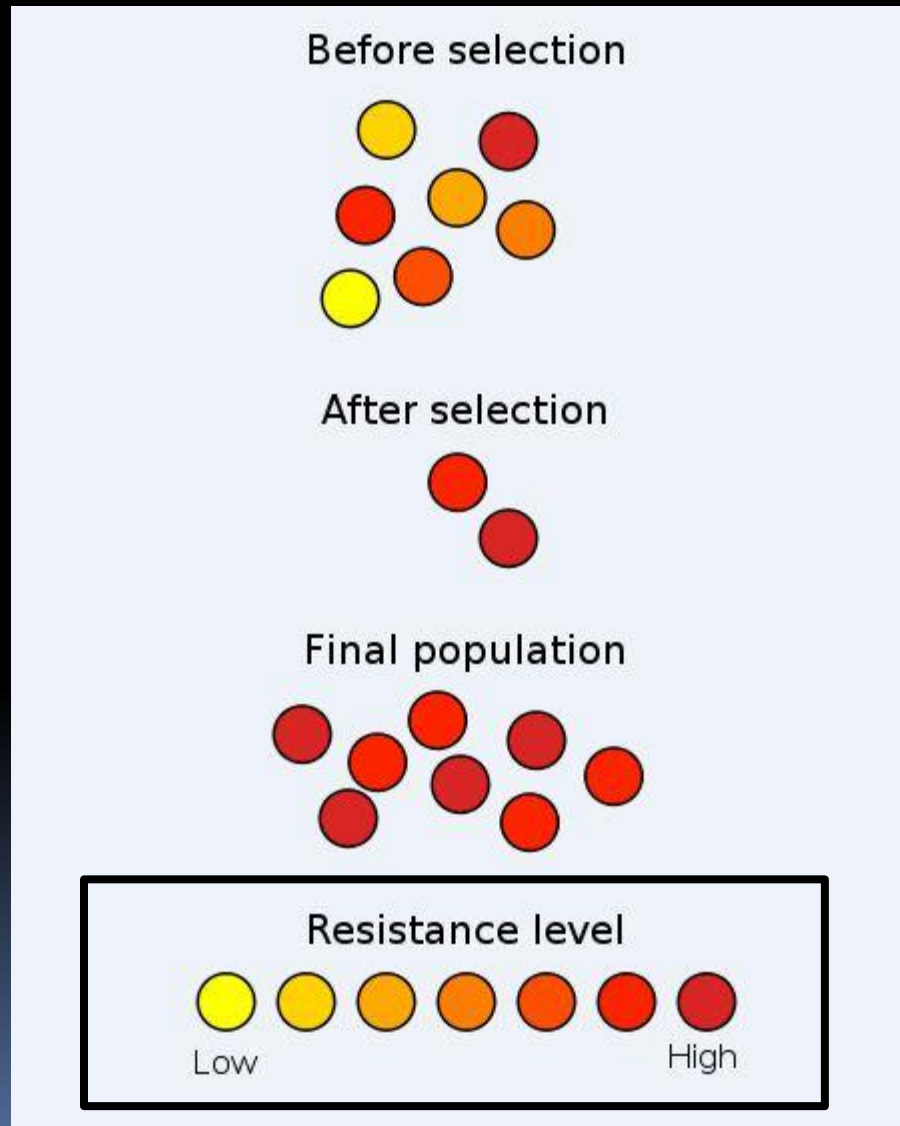 Before selection
After selection
Final population
Resistance level
Low
High